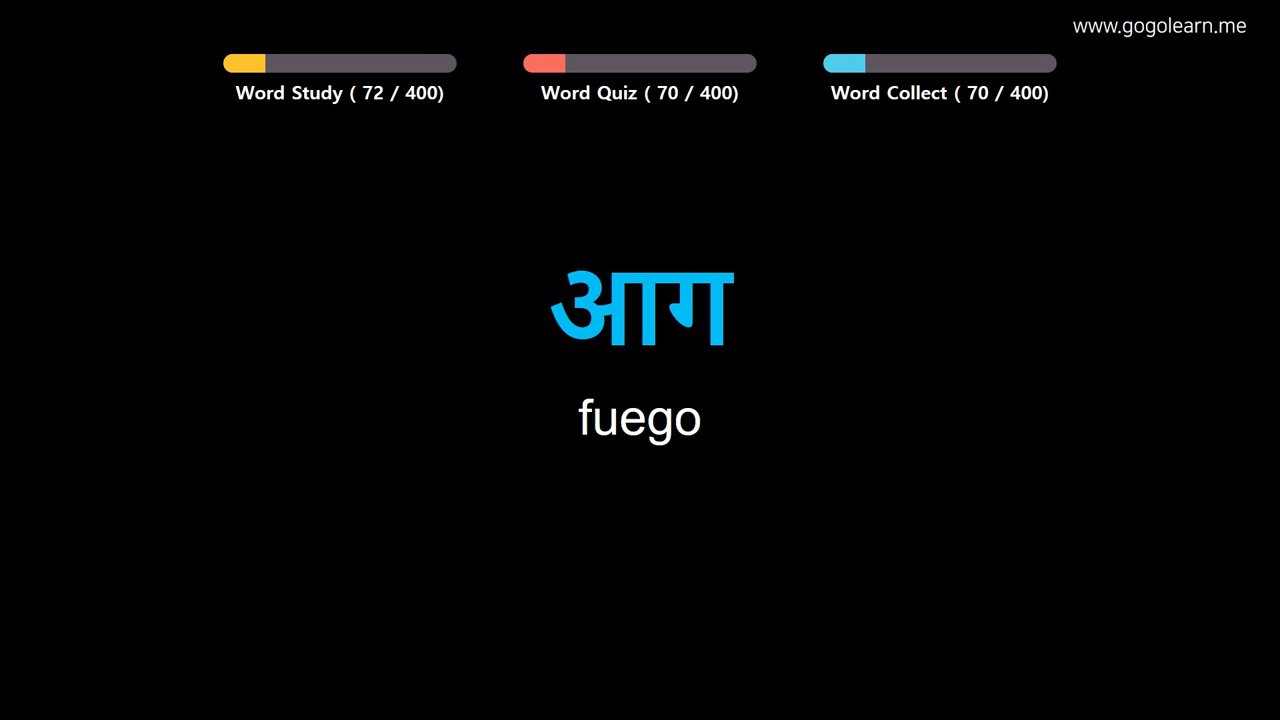 www.gogolearn.me
Word Study ( 72 / 400)
Word Quiz ( 70 / 400)
Word Collect ( 70 / 400)
आग
fuego